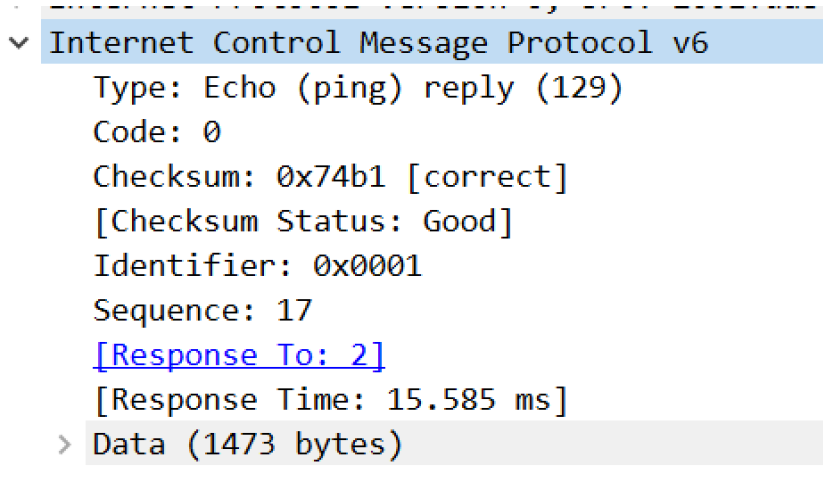 Internet Control Message Protocol v6
Type: Echo (ping) reply (129)
Code: 0
Checksum: 0x74b1 [correct]
[Checksum Status: Good]
Identifier: 0x0001
Sequence: 17
[Response To: 2]
[Response Time: 15.585 ms]
Data (1473 bytes)